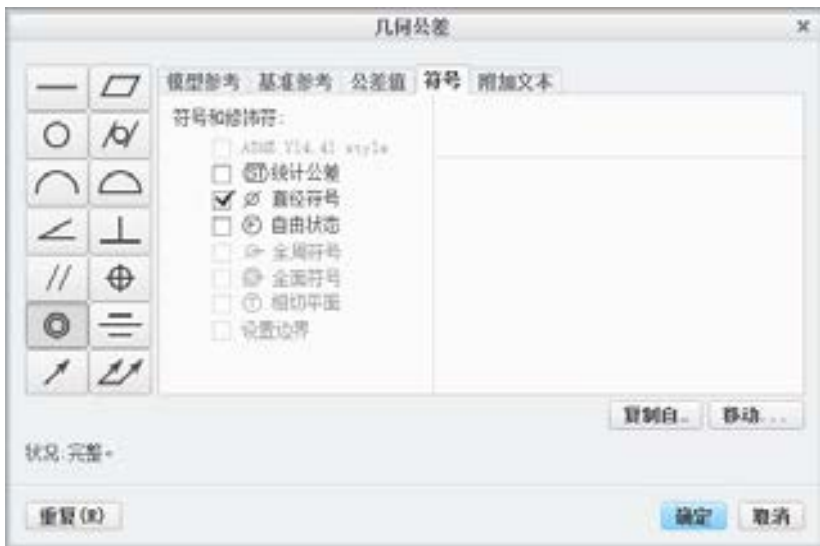 几何公差
模型参考 基准参考 公差值 符号 附加文本
符号和修饰符:
ASME Y14.41 style
统计公差
直径符号
自由状态
全周符号
全面符号
相切平面
设置边界
复制自.. 移动...
状况:完整。
重复(R) 确定 取消